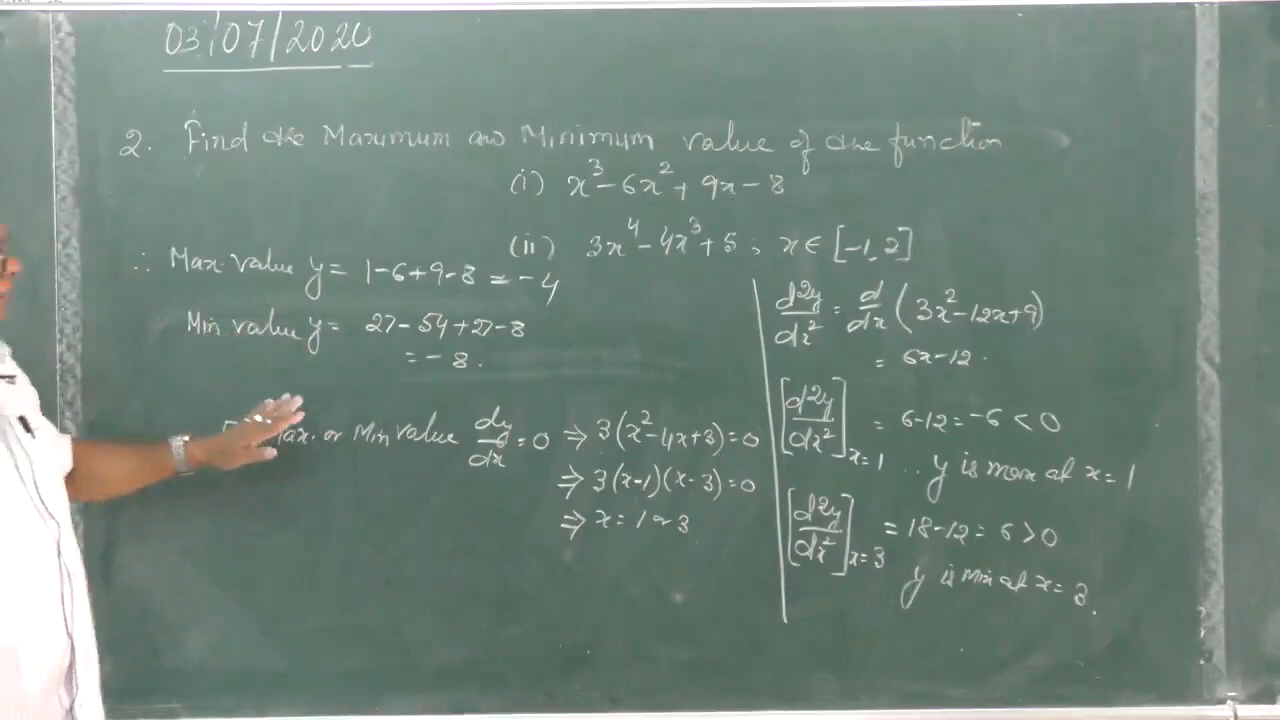 03/07/2020
2. Find the Maximum and Minimum value of the function
(i) x³-6x²+9x-8
(ii) 3x⁴-4x³+5; x∈[-1,2]
∴ Max. value y = 1-6+9-8 = -4
Min. value y = 27-54+27-8
= -8.
Max. or Min value dy/dx = 0 ⇒ 3(x²-4x+3)=0
⇒ 3(x-1)(x-3)=0
⇒ x = 1 or 3
d²y/dx² = d/dx (3x²-12x+9)
= 6x-12.
[d²y/dx²]x=1 = 6-12 = -6 < 0
∴ y is max at x = 1
[d²y/dx²]x=3 = 18-12 = 6 > 0
y is Min at x = 3.